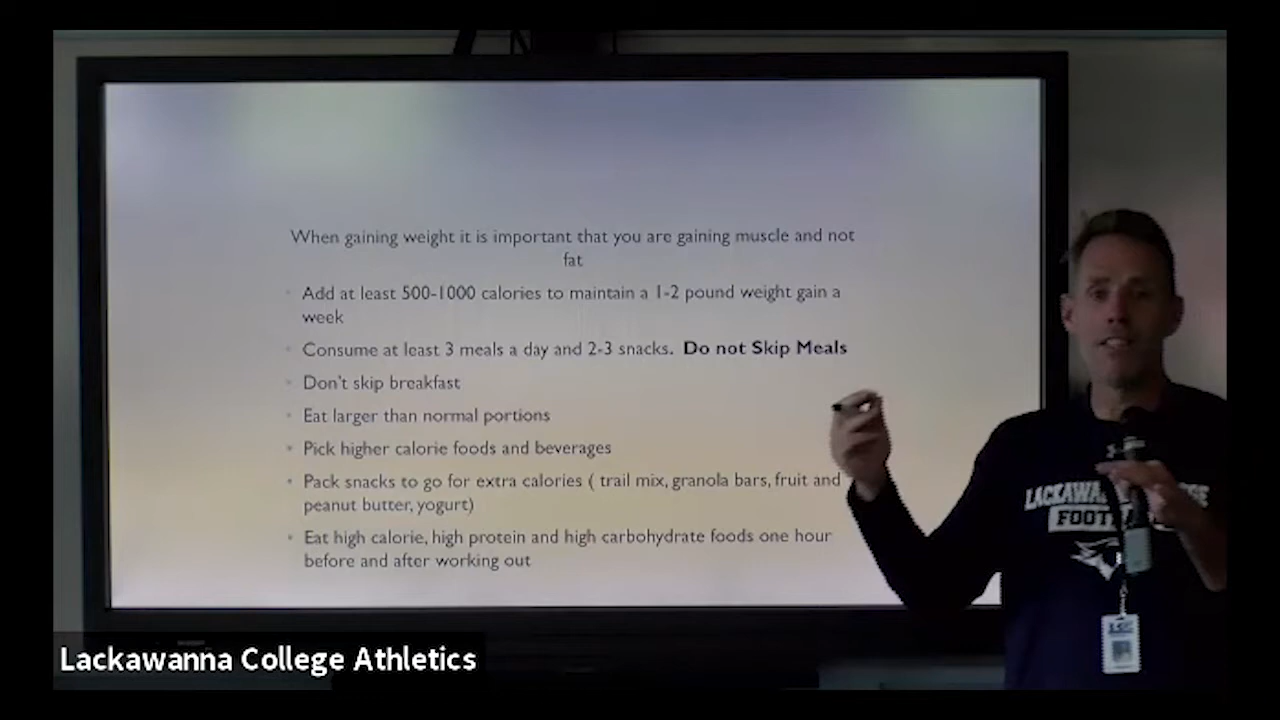 When gaining weight it is important that you are gaining muscle and not
fat
• Add at least 500-1000 calories to maintain a 1-2 pound weight gain a
week
• Consume at least 3 meals a day and 2-3 snacks. Do not Skip Meals
• Don't skip breakfast
• Eat larger than normal portions
• Pick higher calorie foods and beverages
• Pack snacks to go for extra calories ( trail mix, granola bars, fruit and
peanut butter, yogurt)
• Eat high calorie, high protein and high carbohydrate foods one hour
before and after working out
Lackawanna College Athletics